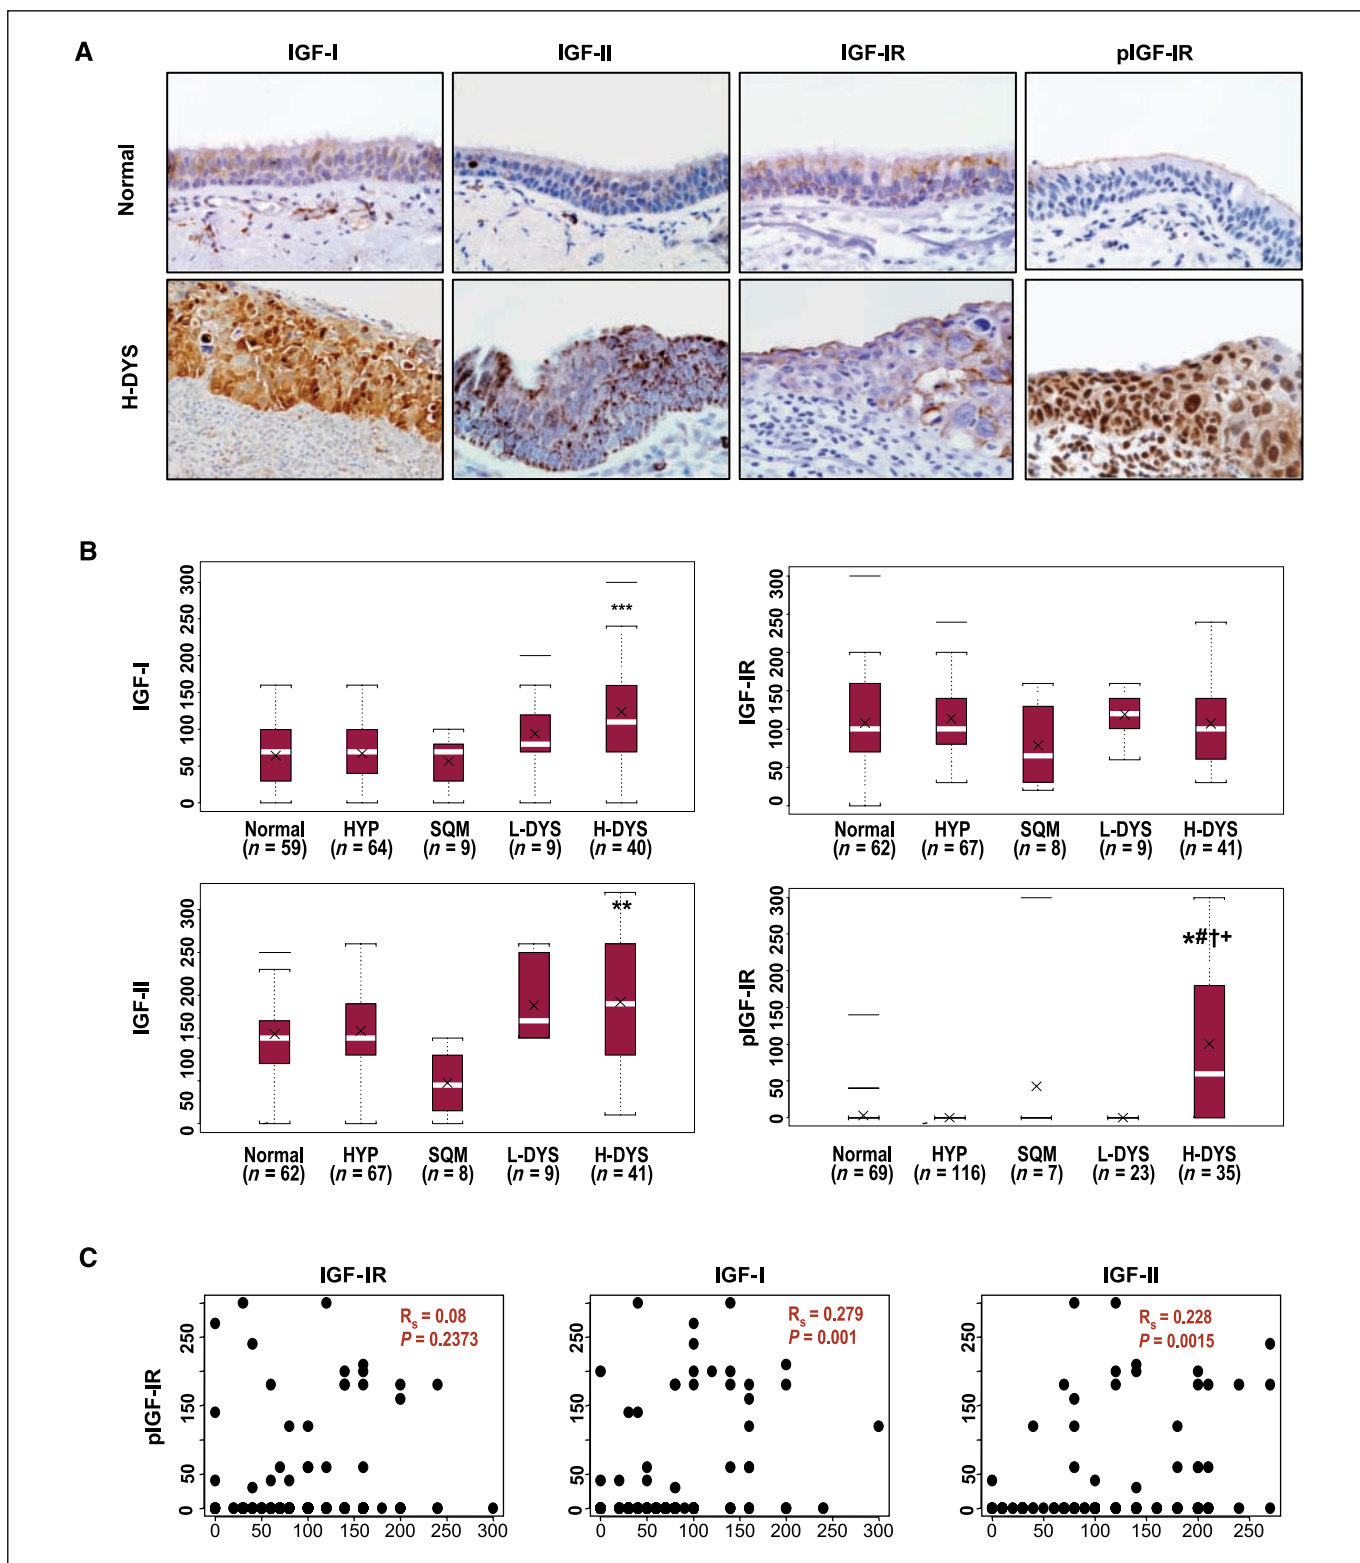 A
IGF-I IGF-II IGF-IR pIGF-IR
Normal
H-DYS
B
IGF-I
300
250
200
150
100
50
0
Normal HYP SQM L-DYS H-DYS
(n = 59) (n = 64) (n = 9) (n = 9) (n = 40)
***
IGF-IR
300
250
200
150
100
50
0
Normal HYP SQM L-DYS H-DYS
(n = 62) (n = 67) (n = 8) (n = 9) (n = 41)
IGF-II
300
250
200
150
100
50
0
**
Normal HYP SQM L-DYS H-DYS
(n = 62) (n = 67) (n = 8) (n = 9) (n = 41)
pIGF-IR
300
250
200
150
100
50
0
*#†+
Normal HYP SQM L-DYS H-DYS
(n = 69) (n = 116) (n = 7) (n = 23) (n = 35)
C
IGF-IR IGF-I IGF-II
pIGF-IR
250
150
50
0
Rs = 0.08
P = 0.2373
0 50 100 150 200 250 300
250
150
50
0
Rs = 0.279
P = 0.001
0 50 100 150 200 250 300
250
150
50
0
Rs = 0.228
P = 0.0015
0 50 100 150 200 250